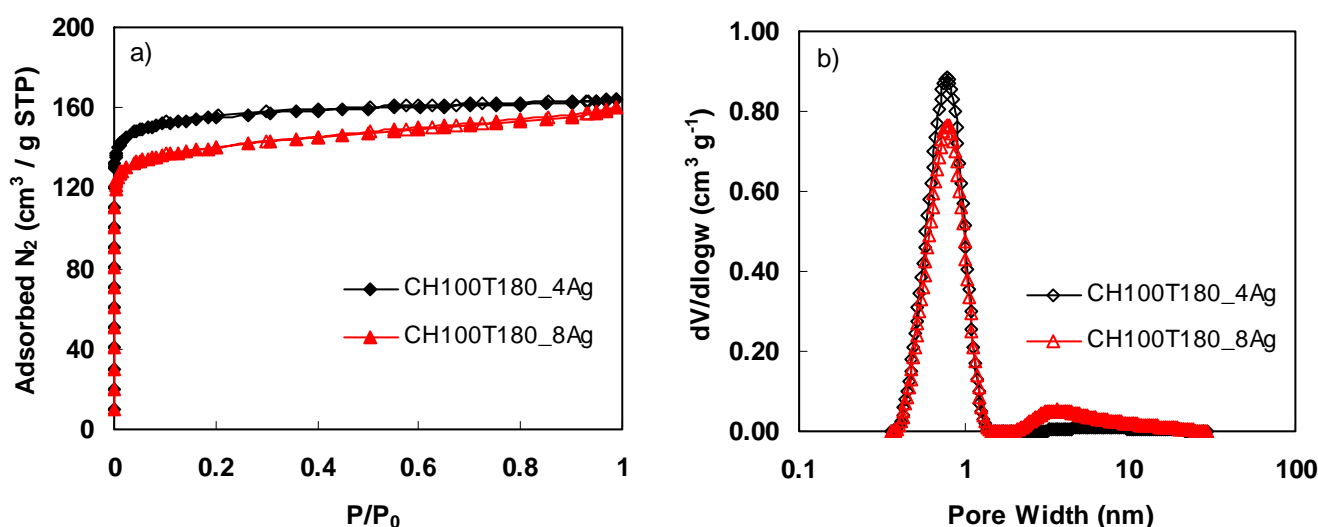 a)
Adsorbed N₂ (cm³ / g STP)
200
160
120
80
40
0
0 0.2 0.4 0.6 0.8 1
P/P₀
CH100T180_4Ag
CH100T180_8Ag
b)
dV/dlogw (cm³ g⁻¹)
1.00
0.80
0.60
0.40
0.20
0.00
0.1 1 10 100
Pore Width (nm)
CH100T180_4Ag
CH100T180_8Ag